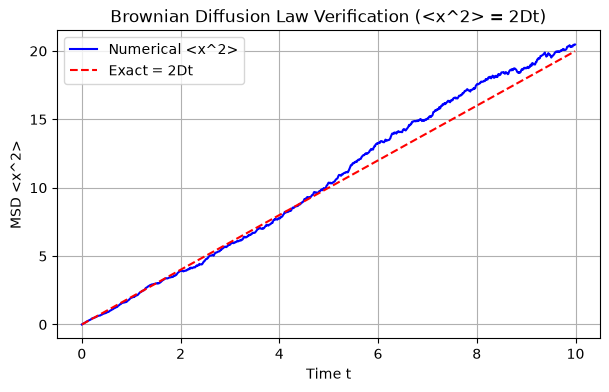 Brownian Diffusion Law Verification (<x^2> = 2Dt)
Numerical <x^2>
Exact = 2Dt
MSD <x^2>
20
15
10
5
0
0 2 4 6 8 10
Time t